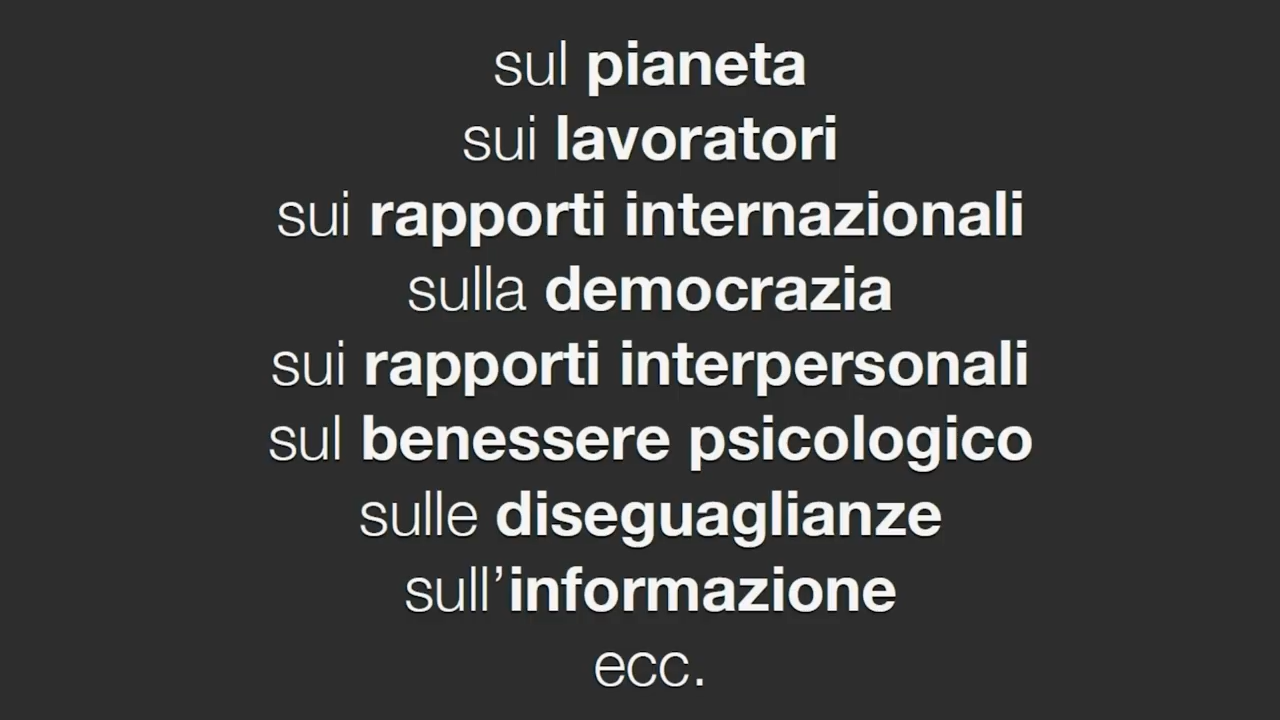 sul pianeta
sui lavoratori
sui rapporti internazionali
sulla democrazia
sui rapporti interpersonali
sul benessere psicologico
sulle diseguaglianze
sull’informazione
ecc.